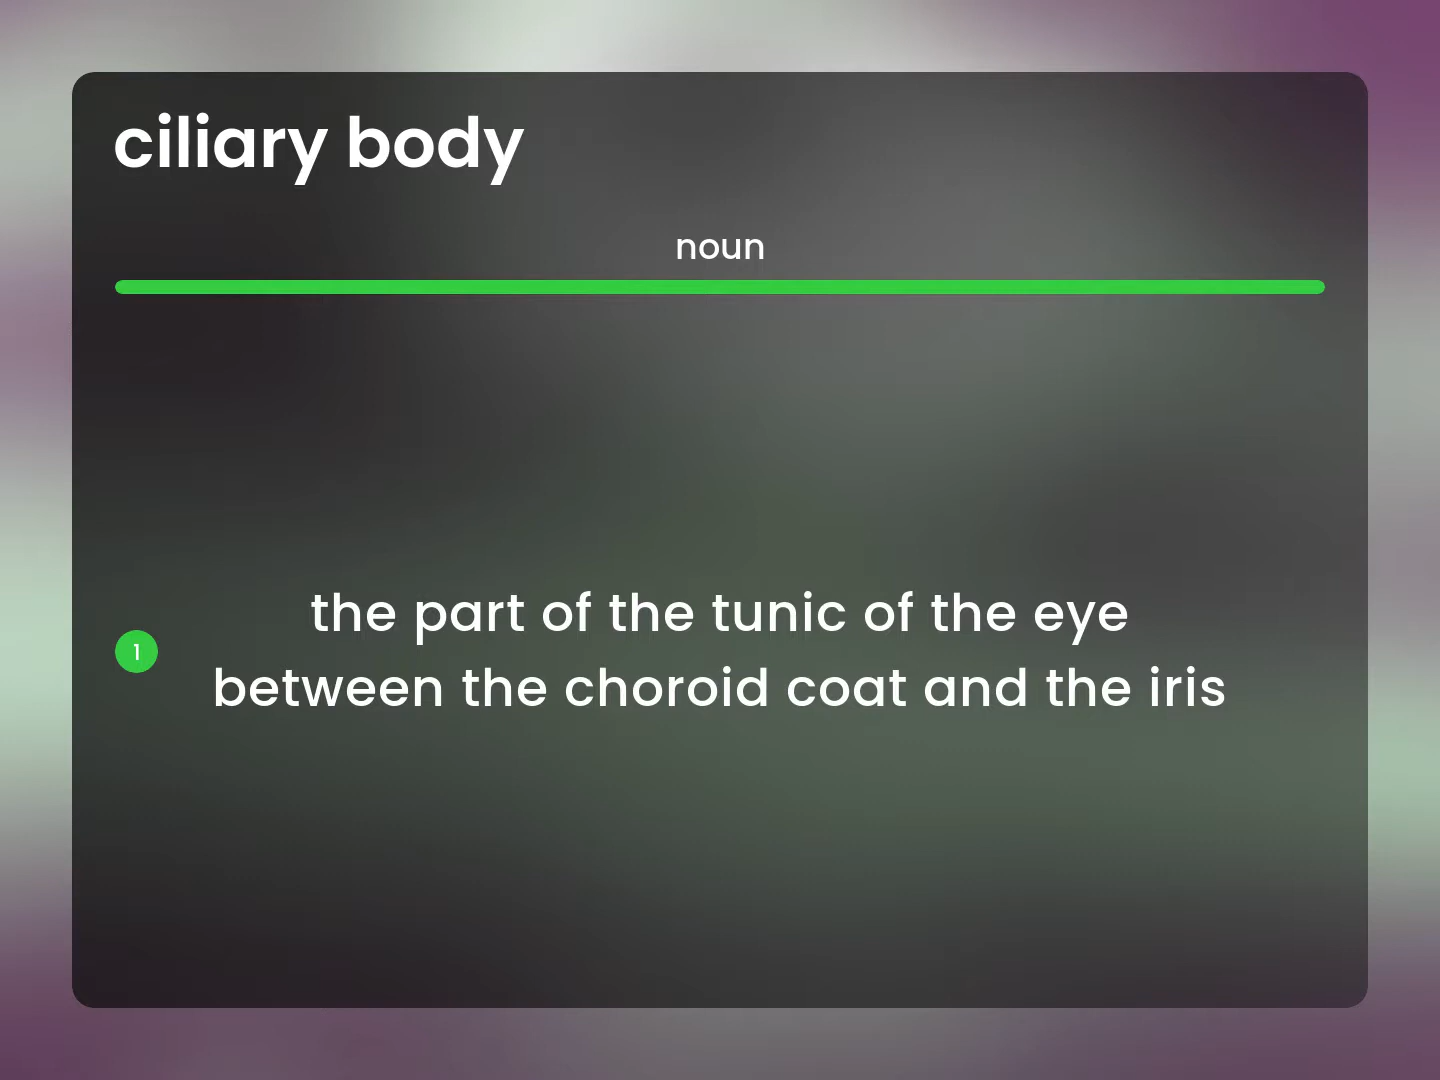 ciliary body
noun
1
the part of the tunic of the eye
between the choroid coat and the iris